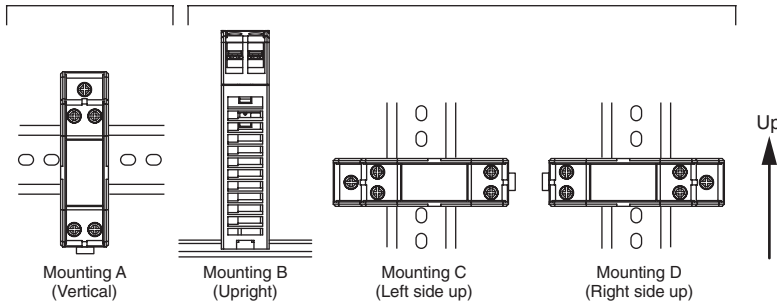 Up
Mounting A
(Vertical)
Mounting B
(Upright)
Mounting C
(Left side up)
Mounting D
(Right side up)